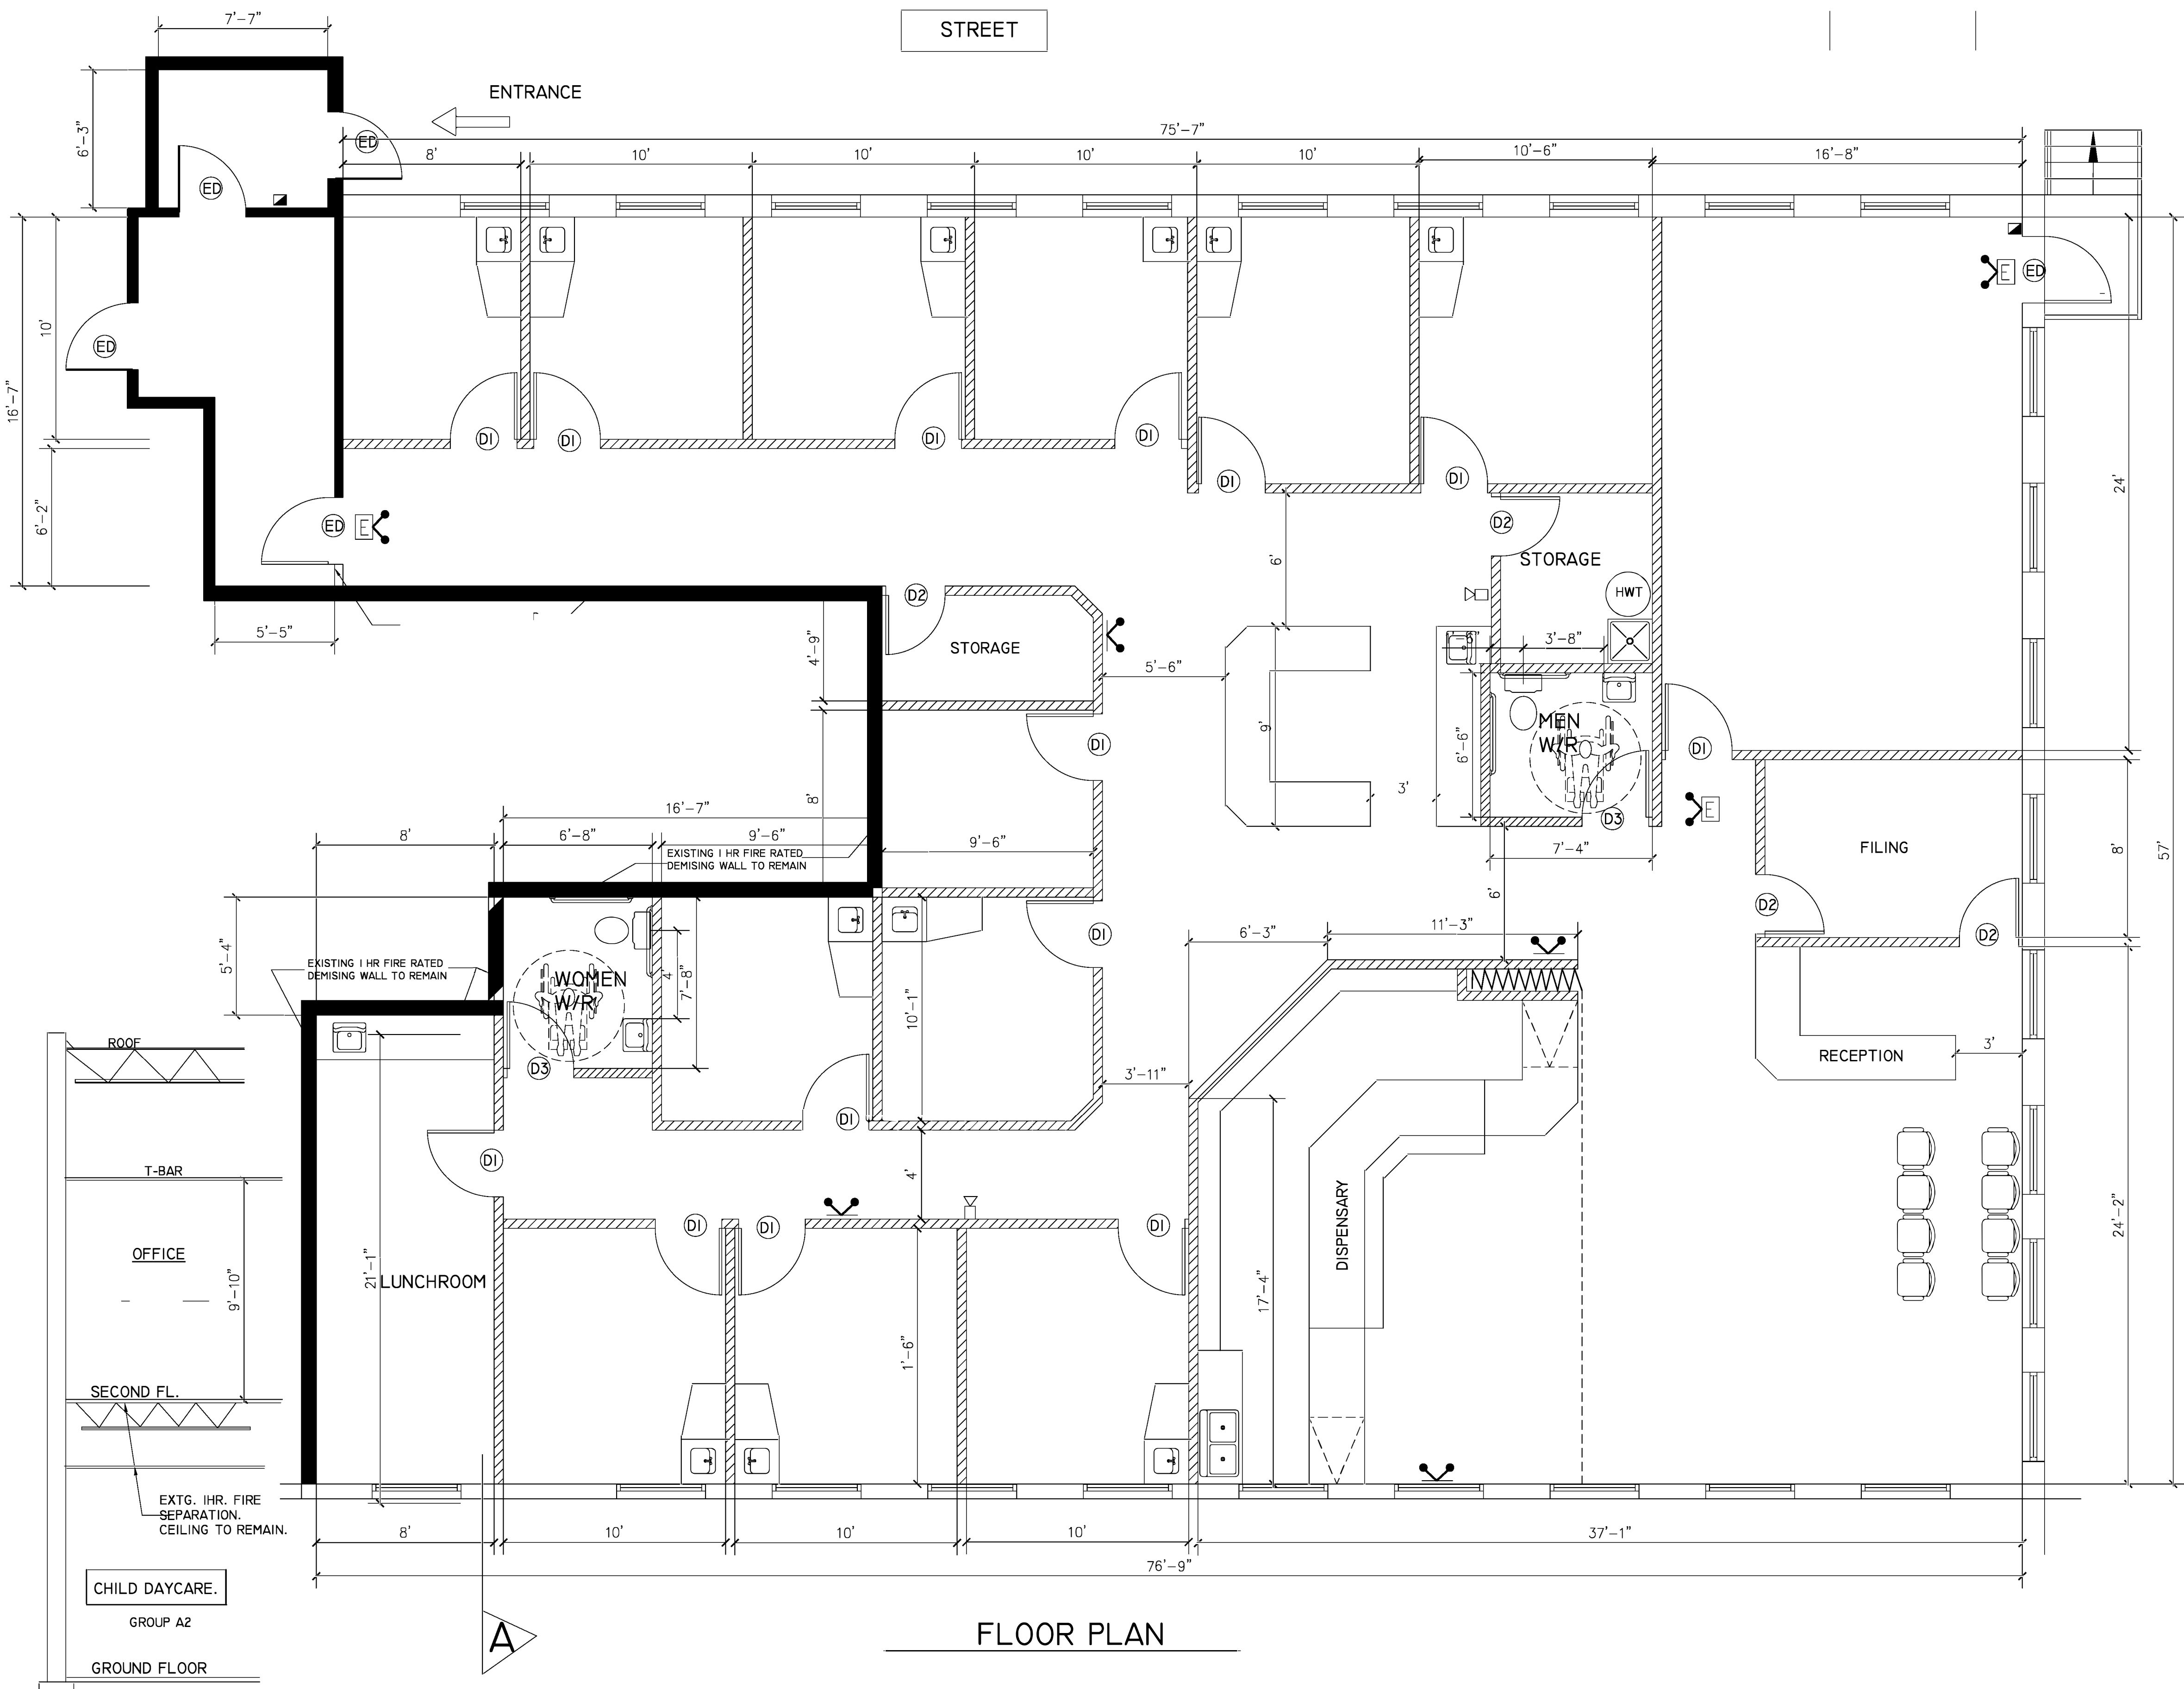 7'-7"
STREET
ENTRANCE
6'-3"
ED
75'-7"
8'
10'
10'
10'
10'
10'-6"
16'-8"
ED
E
ED
10'
ED
16'-7"
24'
DI
DI
DI
DI
DI
DI
6'-2"
ED
E
D2
STORAGE
6'
HWT
D2
5'-5"
4'-9"
STORAGE
3'-8"
5'-6"
57'
9'
MEN
W/R
6'-6"
DI
DI
8'
3'
16'-7"
E
D3
8'
6'-8"
9'-6"
9'-6"
7'-4"
FILING
8'
EXISTING I HR FIRE RATED
DEMISING WALL TO REMAIN
6'
D2
5'-4"
DI
6'-3"
11'-3"
D2
EXISTING I HR FIRE RATED
DEMISING WALL TO REMAIN
WOMEN
W/R
4'
7'-8"
10'-1"
ROOF
D3
3'-11"
RECEPTION
3'
DI
DI
T-BAR
4'
DI
DI
DI
DISPENSARY
24'-2"
OFFICE
9'-10"
21'-1"
LUNCHROOM
17'-4"
1'-6"
SECOND FL.
EXTG. IHR. FIRE
SEPARATION.
CEILING TO REMAIN.
8'
10'
10'
10'
37'-1"
76'-9"
CHILD DAYCARE.
GROUP A2
A
FLOOR PLAN
GROUND FLOOR